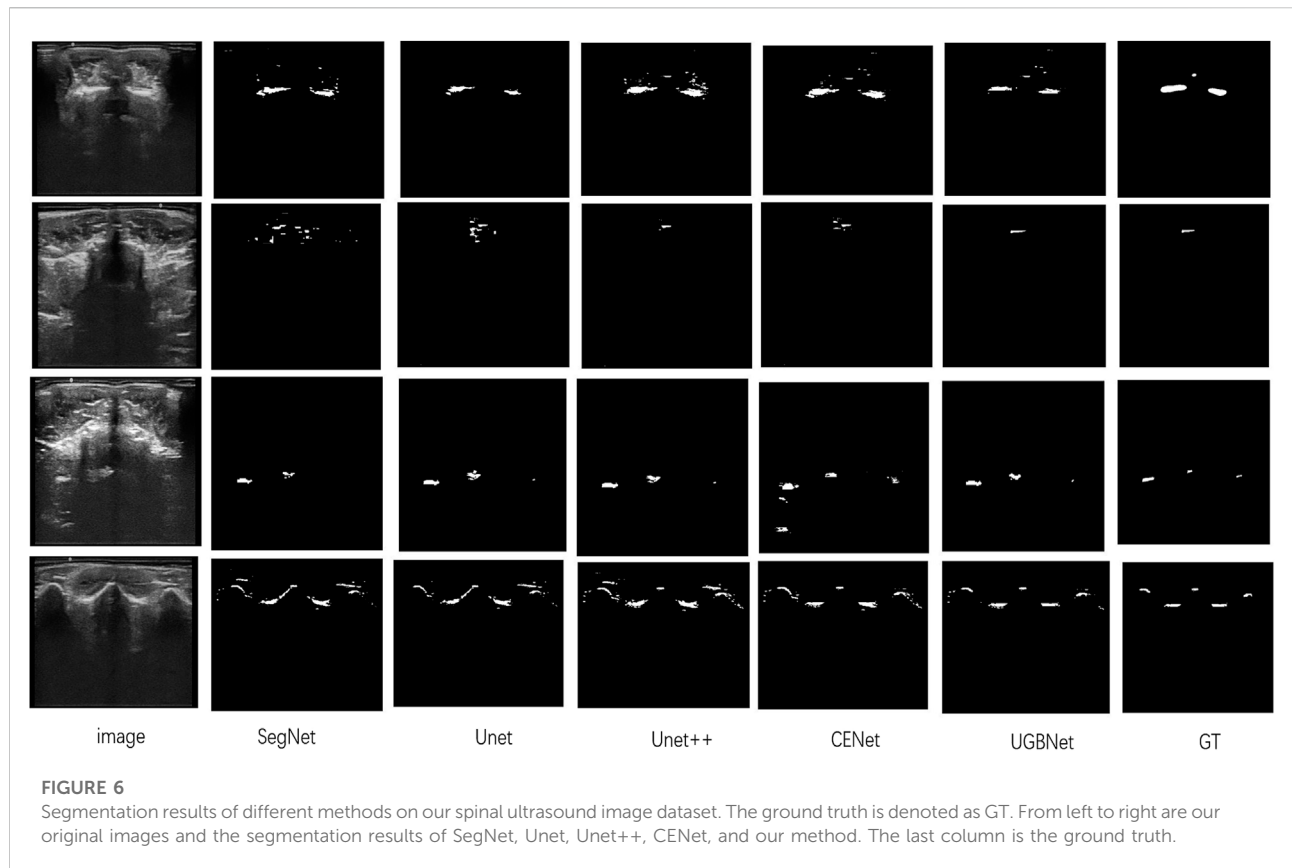 image SegNet Unet Unet++ CENet UGBNet GT
FIGURE 6
Segmentation results of different methods on our spinal ultrasound image dataset. The ground truth is denoted as GT. From left to right are our
original images and the segmentation results of SegNet, Unet, Unet++, CENet, and our method. The last column is the ground truth.